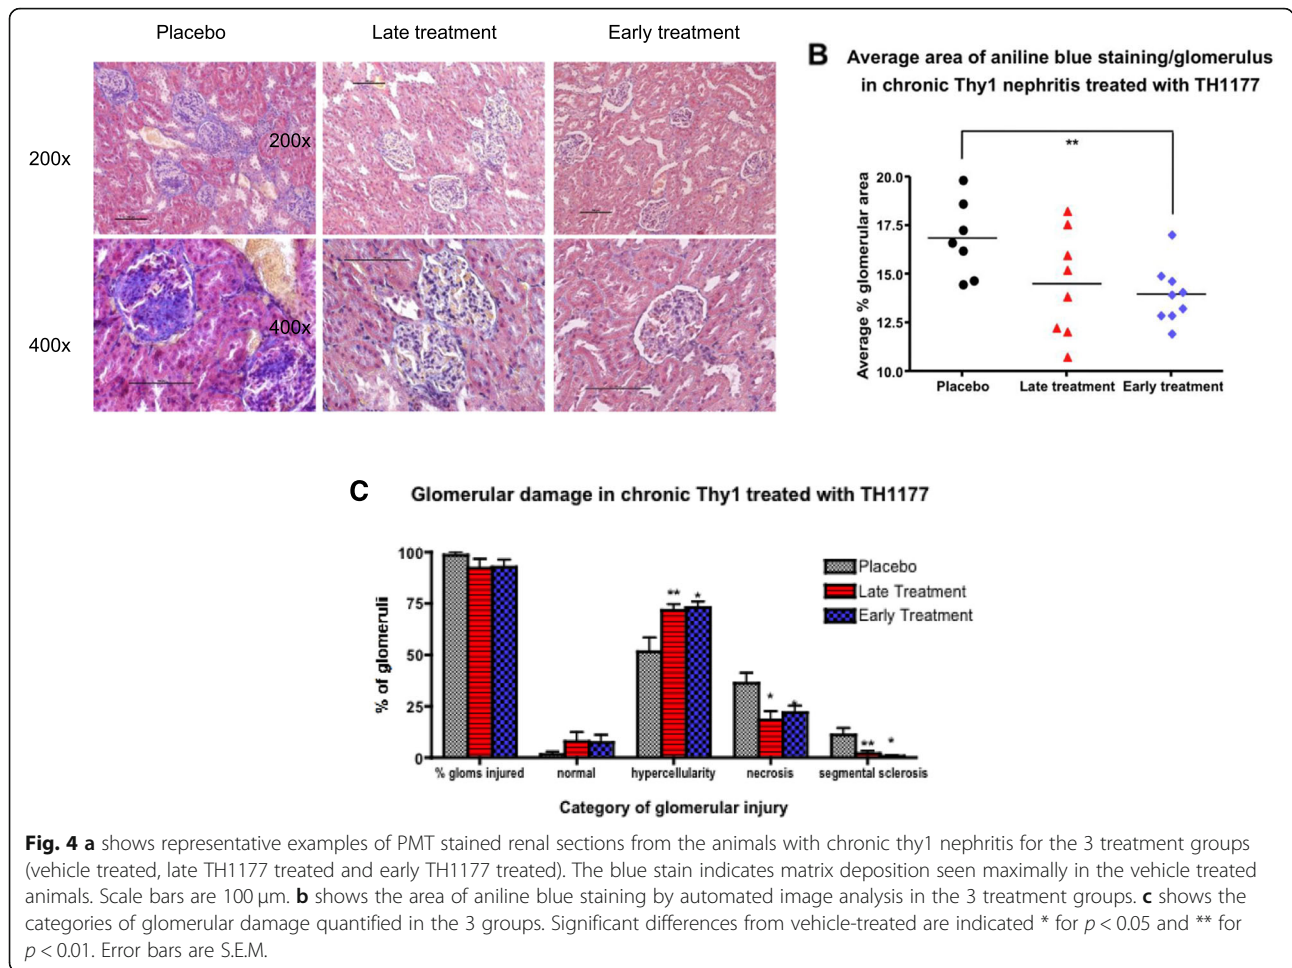 Placebo Late treatment Early treatment
200x
200x
400x
400x
B Average area of aniline blue staining/glomerulus
in chronic Thy1 nephritis treated with TH1177
**
Average % glomerular area
20.0
17.5
15.0
12.5
10.0
Placebo Late treatment Early treatment
C Glomerular damage in chronic Thy1 treated with TH1177
% of glomeruli
100
75
50
25
0
Placebo
Late Treatment
Early Treatment
** *
* *
** *
% gloms injured normal hypercellularity necrosis segmental sclerosis
Category of glomerular injury
Fig. 4 a shows representative examples of PMT stained renal sections from the animals with chronic thy1 nephritis for the 3 treatment groups
(vehicle treated, late TH1177 treated and early TH1177 treated). The blue stain indicates matrix deposition seen maximally in the vehicle treated
animals. Scale bars are 100 μm. b shows the area of aniline blue staining by automated image analysis in the 3 treatment groups. c shows the
categories of glomerular damage quantified in the 3 groups. Significant differences from vehicle-treated are indicated * for p < 0.05 and ** for
p < 0.01. Error bars are S.E.M.